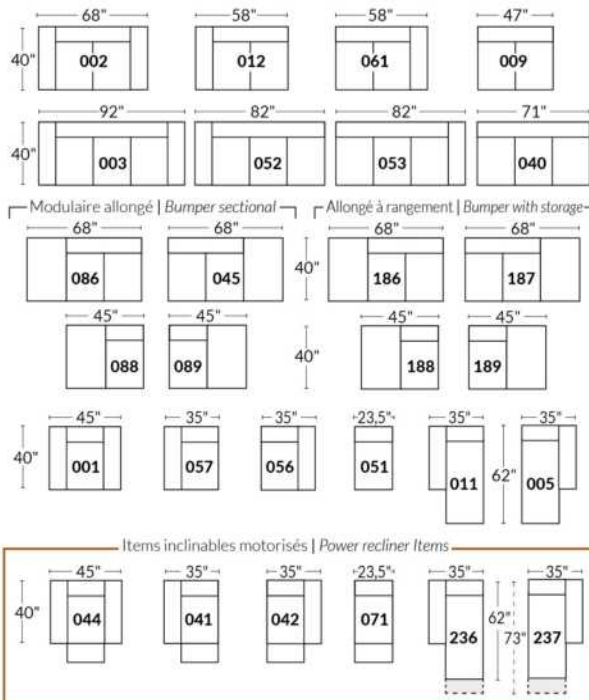 68" 58" 58" 47"
40" 002 012 061 009
92" 82" 82" 71"
40" 003 052 053 040
Modulaire allongé | Bumper sectional Allongé à rangement | Bumper with storage
68" 68" 68" 68"
086 045 40" 186 187
45" 45" 45" 45"
088 089 40" 188 189
45" 35" 35" 23,5" 35" 35"
40" 001 057 056 051 011 62" 005
Items inclinables motorisés | Power recliner Items
45" 35" 35" 23,5" 35" 35"
40" 044 041 042 071 236 62" 73" 237